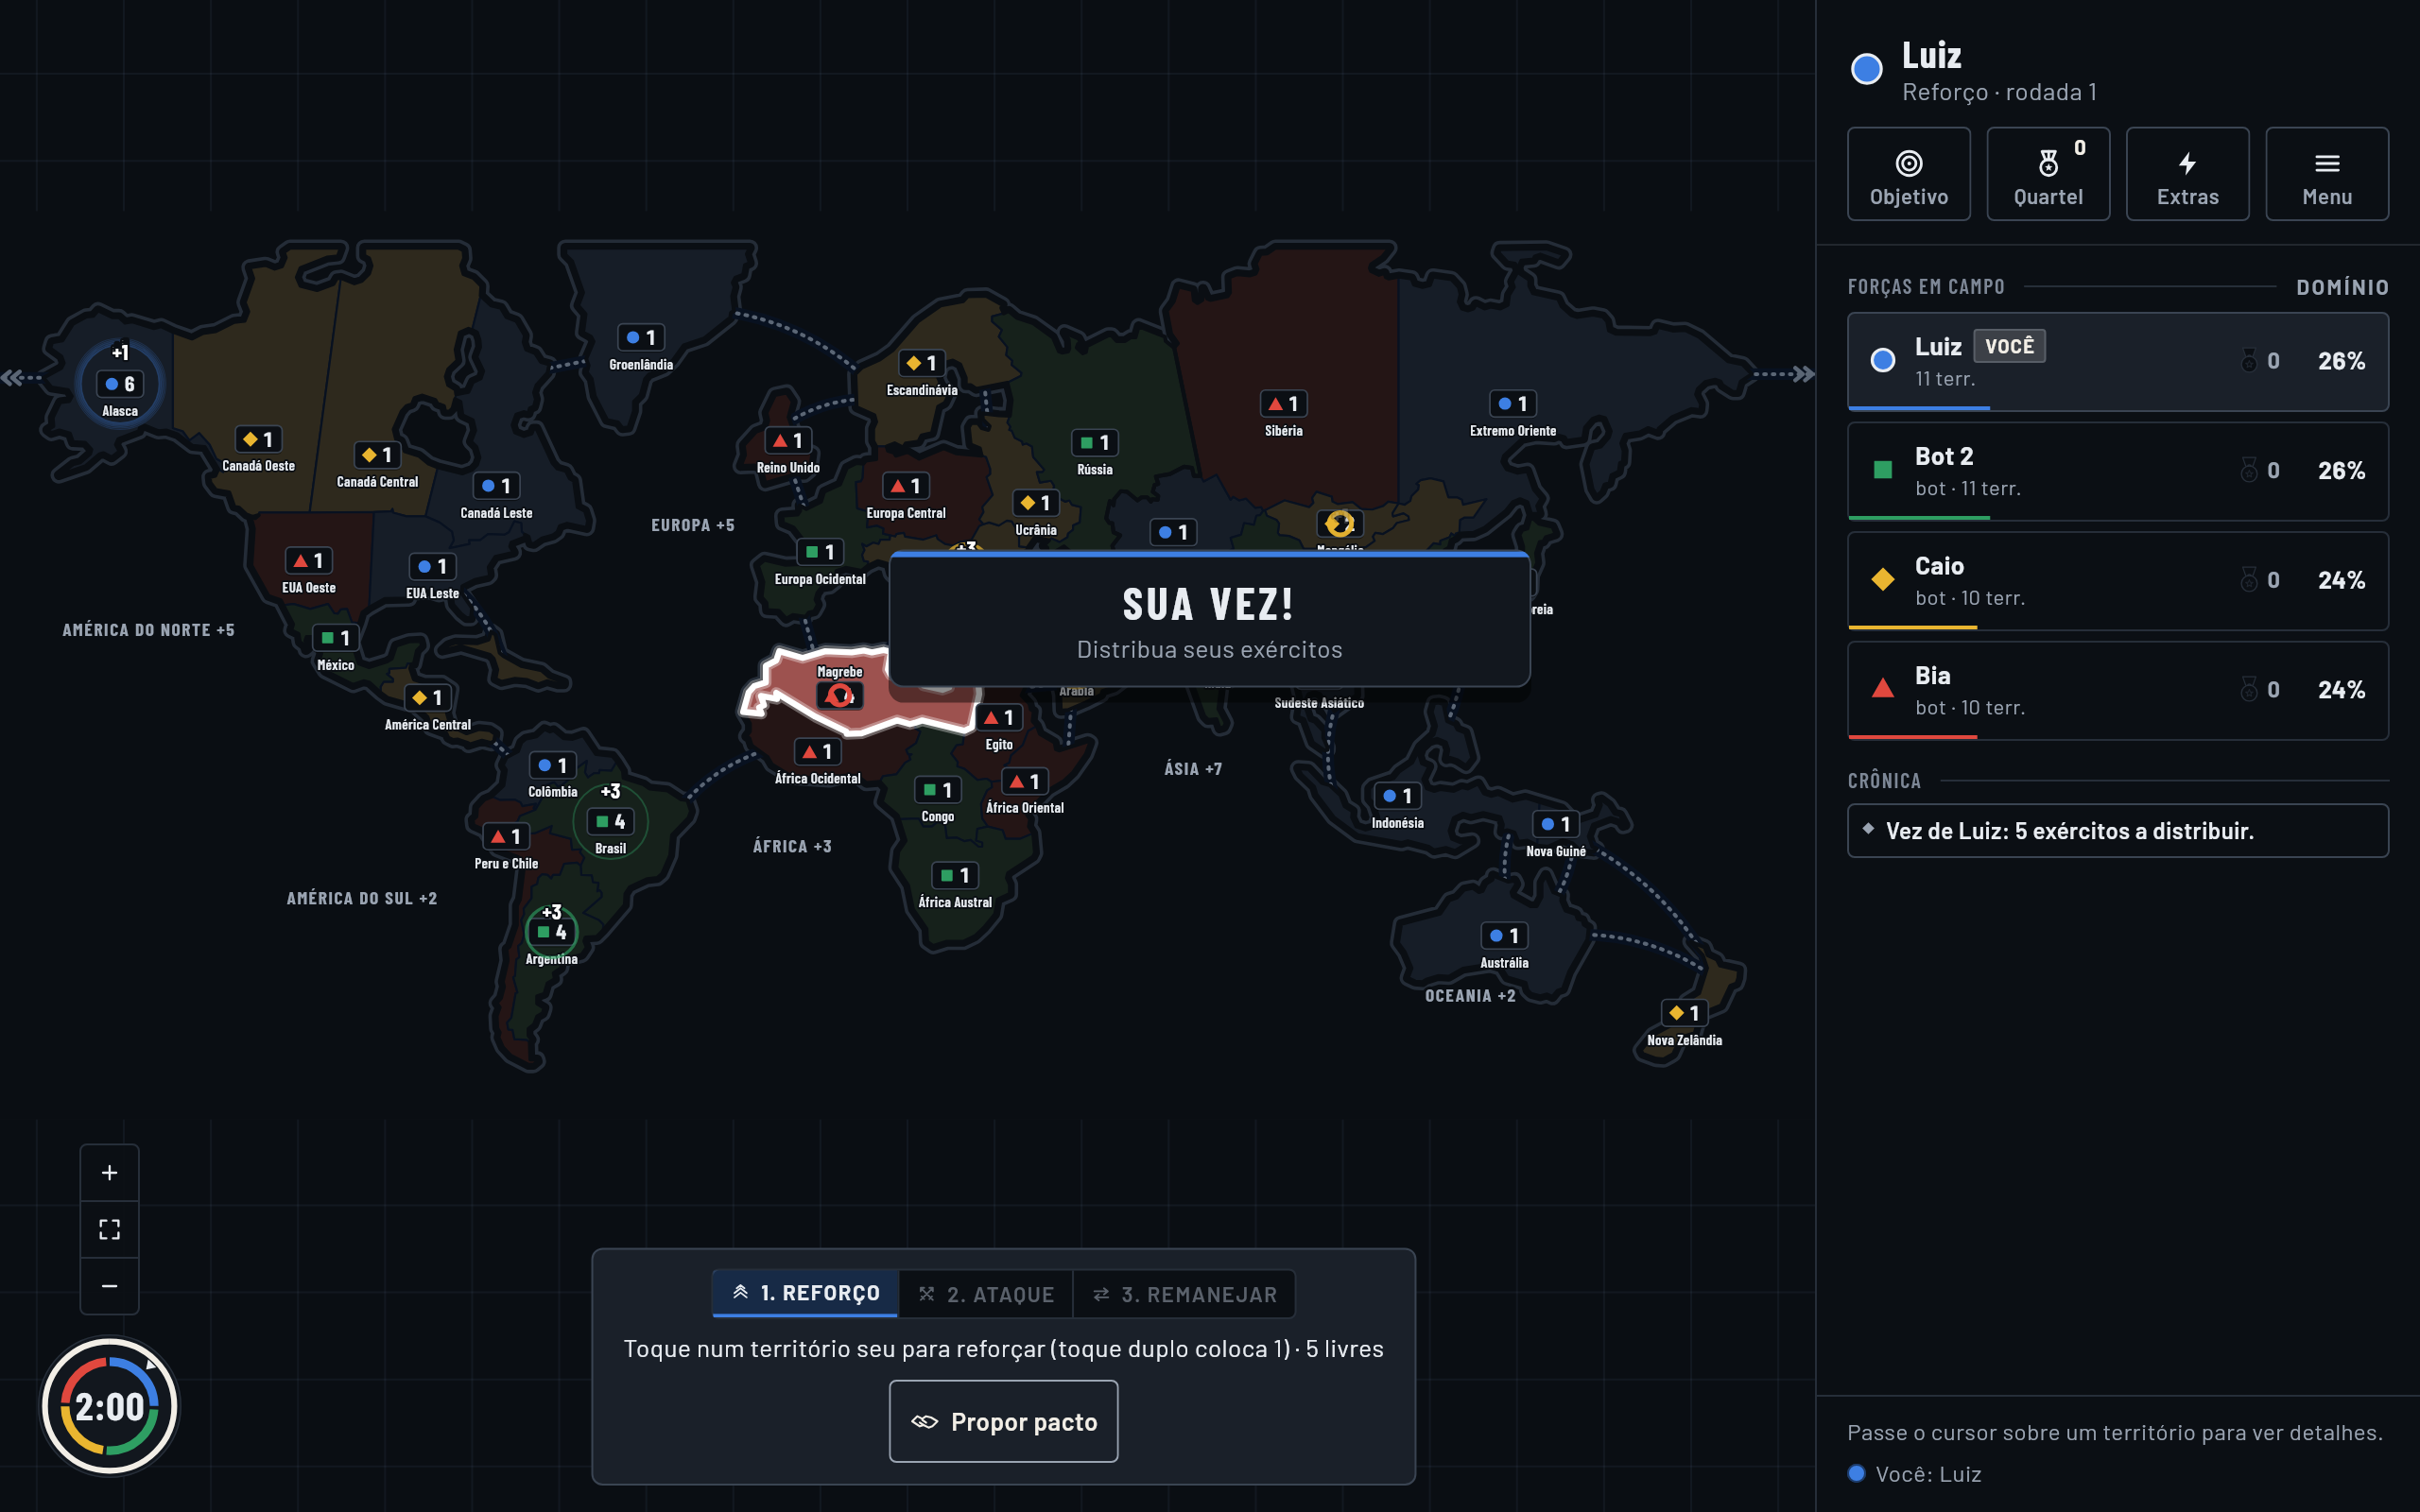 Luiz
Reforço · rodada 1
0
Objetivo
Quartel
Extras
Menu
FORÇAS EM CAMPO
DOMÍNIO
Luiz VOCÊ
11 terr.
0
26%
Bot 2
bot · 11 terr.
0
26%
Caio
bot · 10 terr.
0
24%
Bia
bot · 10 terr.
0
24%
CRÔNICA
Vez de Luiz: 5 exércitos a distribuir.
Passe o cursor sobre um território para ver detalhes.
Você: Luiz
+1
6
Alasca
1
Canadá Oeste
1
Canadá Central
1
Canadá Leste
1
Groenlândia
1
EUA Oeste
1
EUA Leste
1
México
1
América Central
AMÉRICA DO NORTE +5
1
Colômbia
+3
4
Brasil
1
Peru e Chile
+3
4
Argentina
AMÉRICA DO SUL +2
1
Escandinávia
1
Reino Unido
1
Europa Central
1
Ucrânia
1
Rússia
1
Europa Ocidental
EUROPA +5
+3
Magrebe
4
1
África Ocidental
1
Egito
1
África Oriental
1
Congo
1
África Austral
ÁFRICA +3
1
Sibéria
1
Extremo Oriente
1
Mongólia
reia
Arábia
Sudeste Asiático
ÁSIA +7
1
Indonésia
1
Nova Guiné
1
Austrália
1
Nova Zelândia
OCEANIA +2
SUA VEZ!
Distribua seus exércitos
+
−
2:00
1. REFORÇO
2. ATAQUE
3. REMANEJAR
Toque num território seu para reforçar (toque duplo coloca 1) · 5 livres
Propor pacto